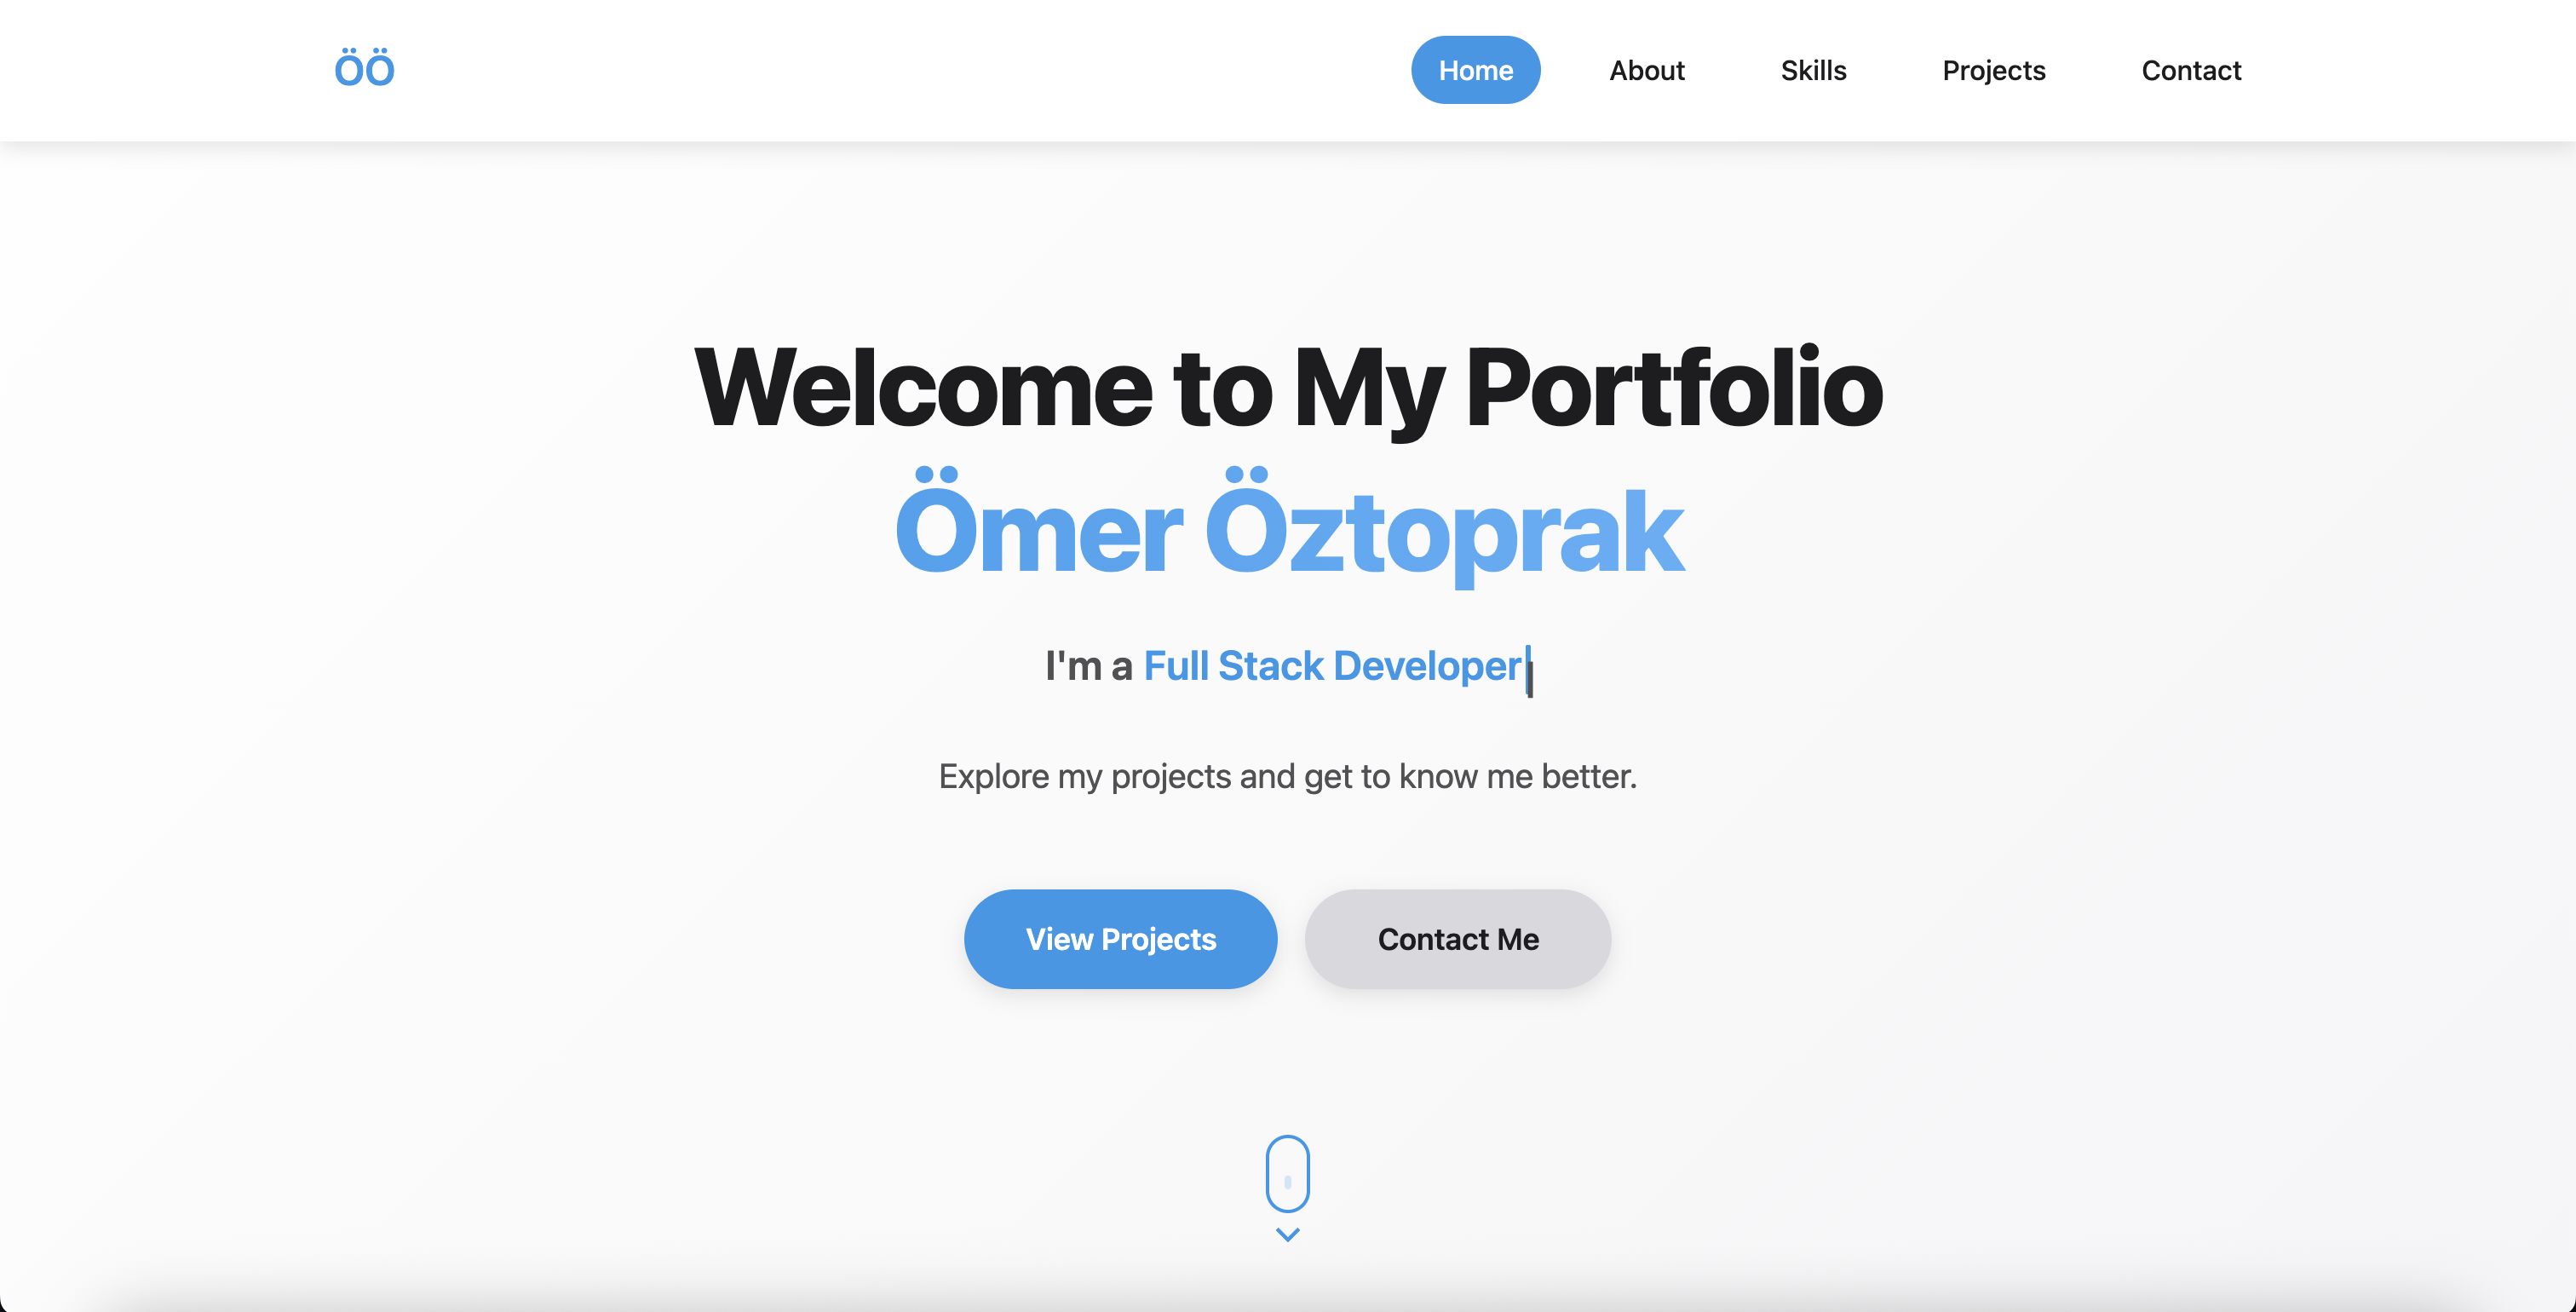 ÖÖ
Home About Skills Projects Contact
Welcome to My Portfolio
Ömer Öztoprak
I'm a Full Stack Developer
Explore my projects and get to know me better.
View Projects Contact Me